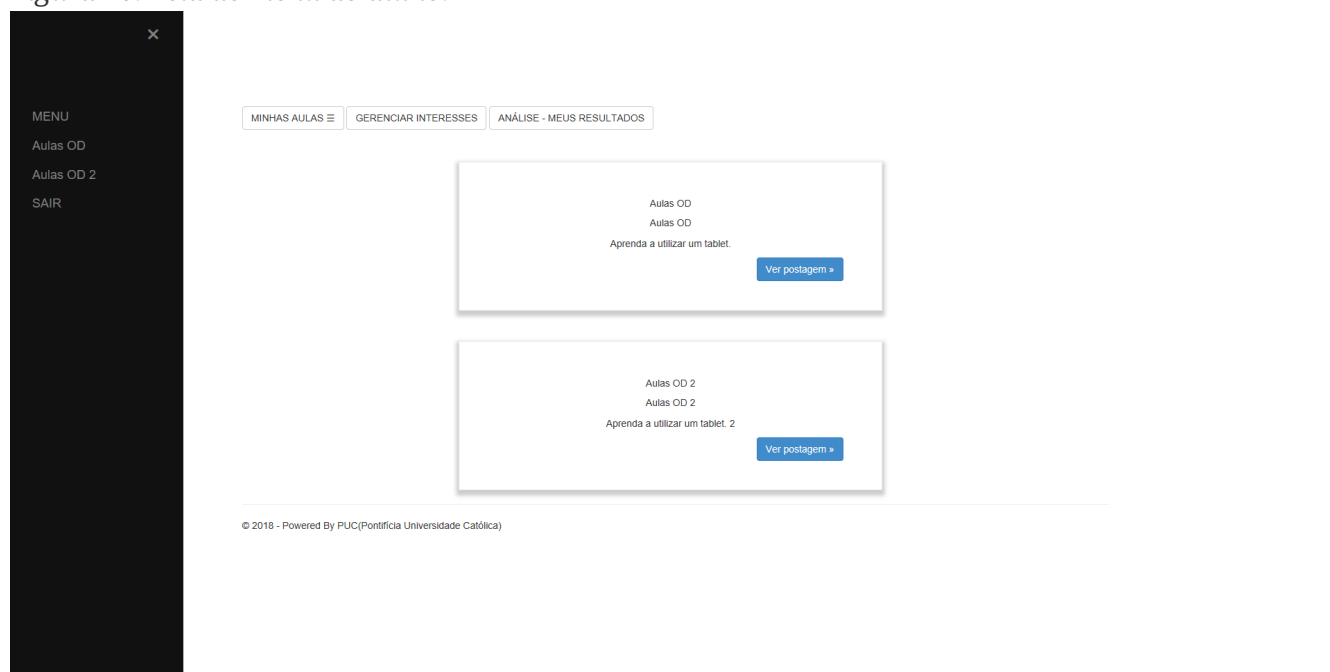 ×
MENU
Aulas OD
Aulas OD 2
SAIR
MINHAS AULAS ☰ GERENCIAR INTERESSES ANÁLISE - MEUS RESULTADOS
Aulas OD
Aulas OD
Aprenda a utilizar um tablet.
Ver postagem »
Aulas OD 2
Aulas OD 2
Aprenda a utilizar um tablet. 2
Ver postagem »
© 2018 - Powered By PUC(Pontifícia Universidade Católica)